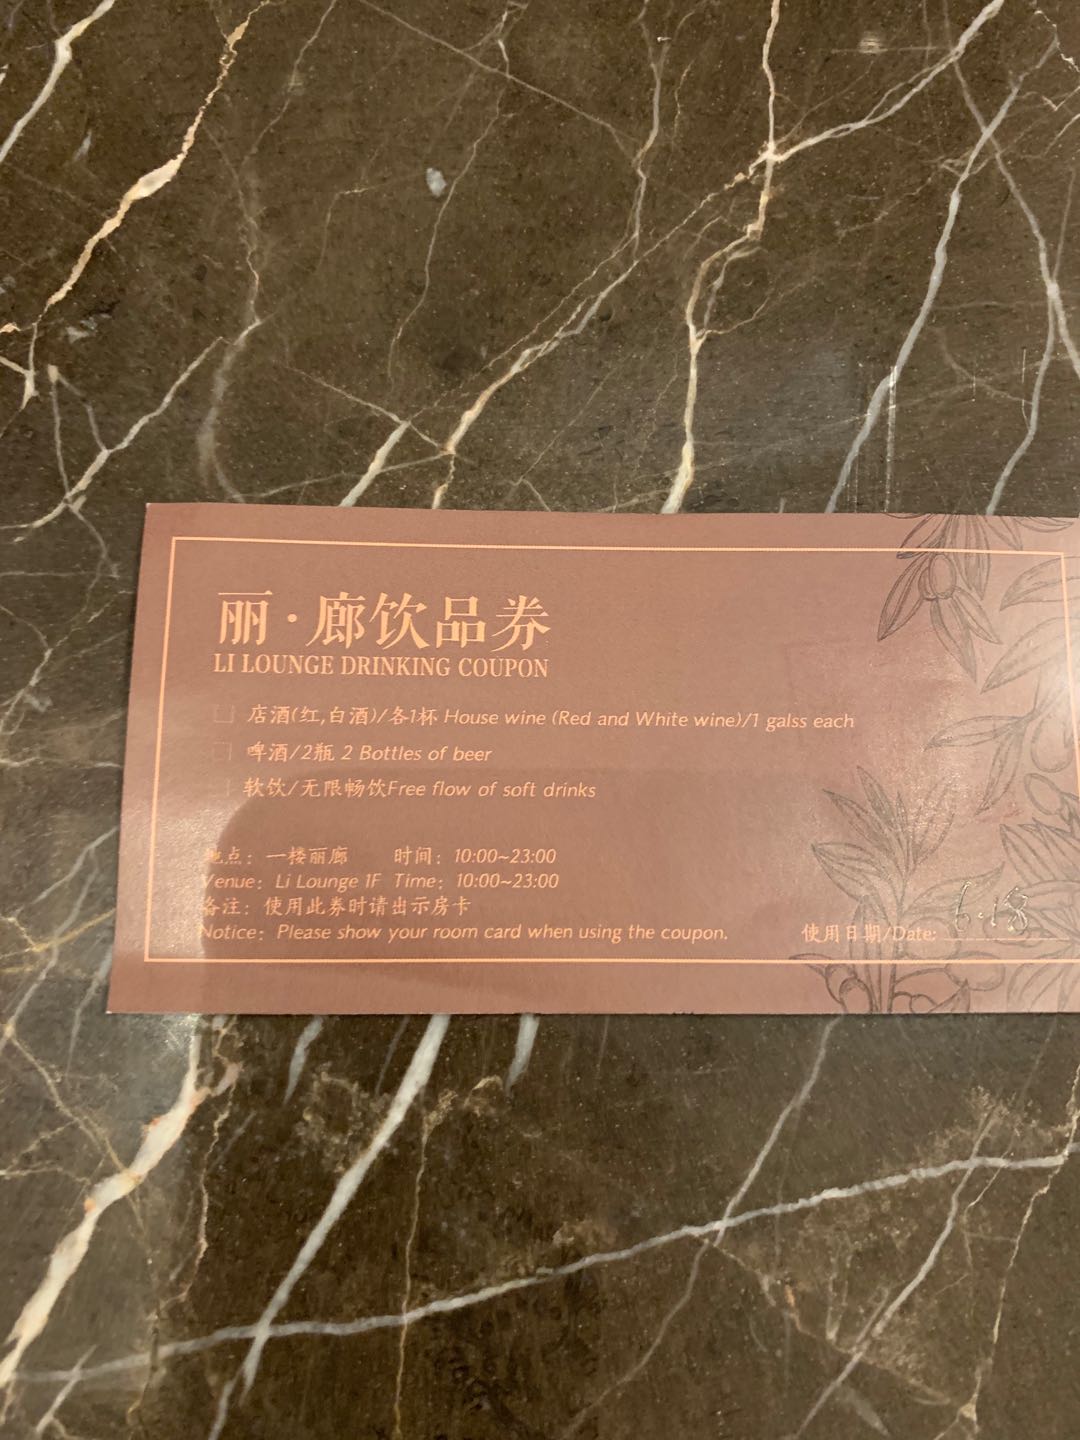 丽·廊饮品券
LI LOUNGE DRINKING COUPON
店酒(红,白酒)/各1杯 House wine (Red and White wine)/1 galss each
啤酒/2瓶 2 Bottles of beer
软饮/无限畅饮Free flow of soft drinks
地点：一楼丽廊 时间：10:00~23:00
Venue: Li Lounge 1F Time: 10:00~23:00
备注：使用此券时请出示房卡
Notice: Please show your room card when using the coupon.
使用日期/Date: 6.18